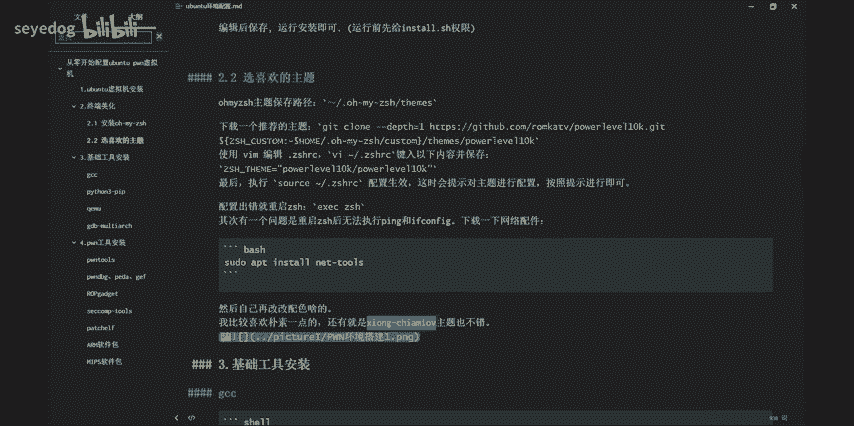 ubuntu环境配置.md
文件
大纲
seyedog bilibili
从零开始配置ubuntu pwn虚拟机
1.ubuntu虚拟机安装
2.终端美化
2.1 安装oh-my-zsh
2.2 选喜欢的主题
3.基础工具安装
gcc
python3-pip
qemu
gdb-multiarch
4.pwn工具安装
pwntools
pwndbg、peda、gef
ROPgadget
seccomp-tools
patchelf
ARM软件包
MIPS软件包
编辑后保存，运行安装即可．(运行前先给install.sh权限)
#### 2.2 选喜欢的主题
ohmyzsh主题保存路径：`~/.oh-my-zsh/themes`
下载一个推荐的主题：`git clone --depth=1 https://github.com/romkatv/powerlevel10k.git
${ZSH_CUSTOM:-$HOME/.oh-my-zsh/custom}/themes/powerlevel10k`
使用 vim 编辑 .zshrc，`vi ~/.zshrc`键入以下内容并保存：
`ZSH_THEME="powerlevel10k/powerlevel10k"`
最后，执行 `source ~/.zshrc` 配置生效，这时会提示对主题进行配置，按照提示进行即可。
配置出错就重启zsh：`exec zsh`
其次有一个问题是重启zsh后无法执行ping和ifconfig。下载一下网络配件：
``` bash
sudo apt install net-tools
```
然后自己再改改配色啥的。
我比较喜欢朴素一点的，还有就是xiong-chiamiov主题也不错。
![](../picture1/PWN环境搭建1.png)
### 3.基础工具安装
#### gcc
``` shell